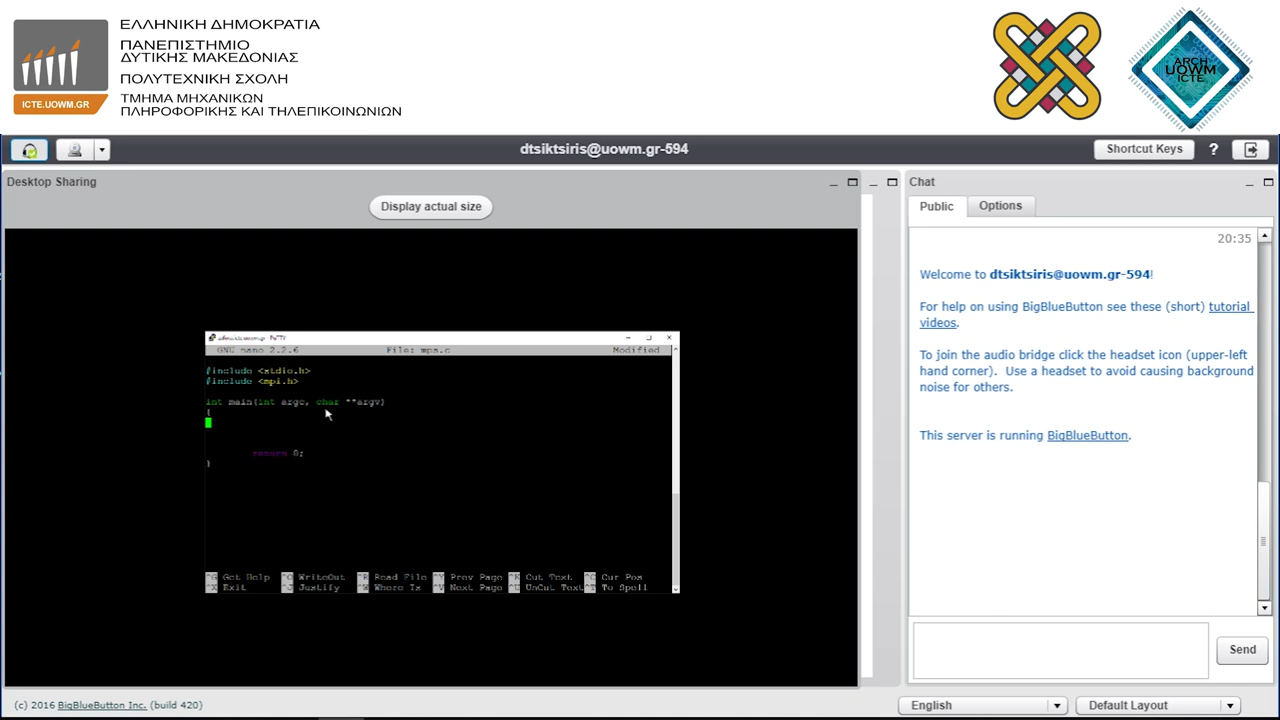 ΕΛΛΗΝΙΚΗ ΔΗΜΟΚΡΑΤΙΑ
ΠΑΝΕΠΙΣΤΗΜΙΟ
ΔΥΤΙΚΗΣ ΜΑΚΕΔΟΝΙΑΣ
ΠΟΛΥΤΕΧΝΙΚΗ ΣΧΟΛΗ
ΤΜΗΜΑ ΜΗΧΑΝΙΚΩΝ
ΠΛΗΡΟΦΟΡΙΚΗΣ ΚΑΙ ΤΗΛΕΠΙΚΟΙΝΩΝΙΩΝ
ICTE.UOWM.GR
ARCH
UOWM
ICTE
dtsiktsiris@uowm.gr-594
Shortcut Keys
?
Desktop Sharing
Display actual size
PuTTY
GNU nano 2.2.6 File: mps.c Modified
#include <stdio.h>
#include <mpi.h>
int main(int argc, char **argv)
{
return 0;
}
^G Get Help ^O WriteOut ^R Read File ^Y Prev Page ^K Cut Text ^C Cur Pos
^X Exit ^J Justify ^W Where Is ^V Next Page ^U UnCut Text ^T To Spell
Chat
Public Options
20:35
Welcome to dtsiktsiris@uowm.gr-594!
For help on using BigBlueButton see these (short) tutorial
videos.
To join the audio bridge click the headset icon (upper-left
hand corner). Use a headset to avoid causing background
noise for others.
This server is running BigBlueButton.
Send
(c) 2016 BigBlueButton Inc. (build 420)
English
Default Layout